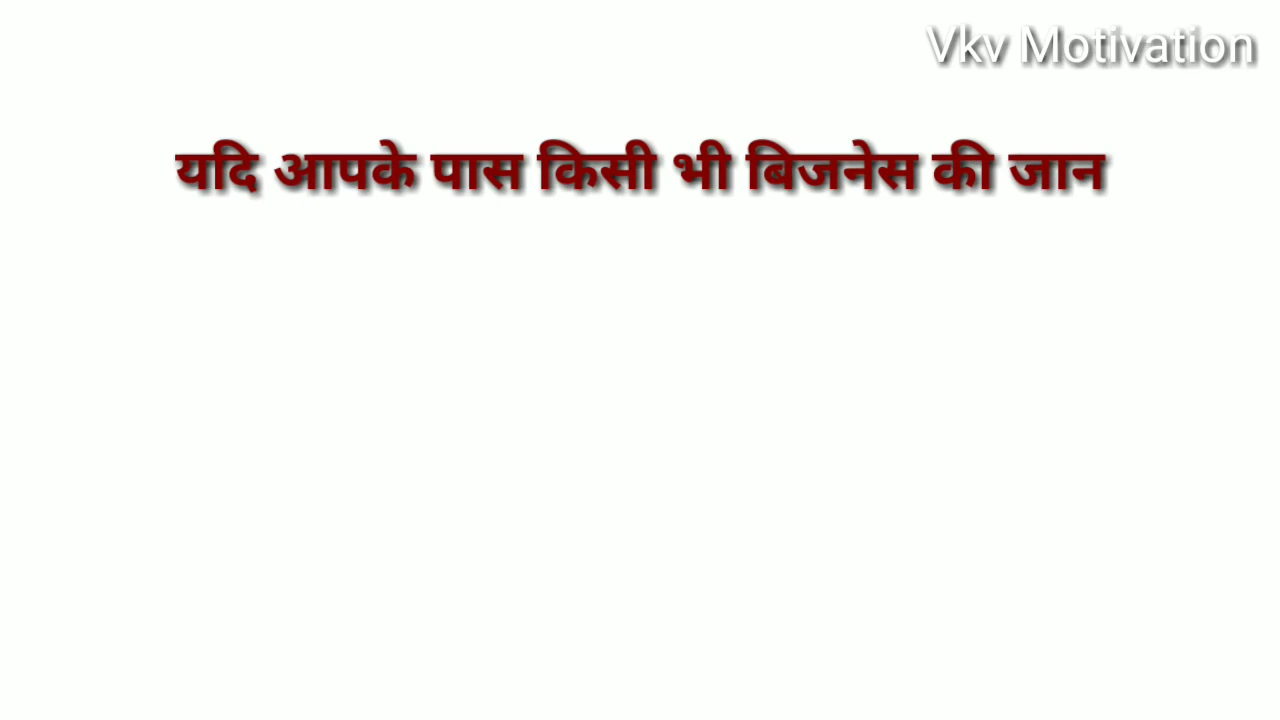 Vkv Motivation
यदि आपके पास किसी भी बिजनेस की जान